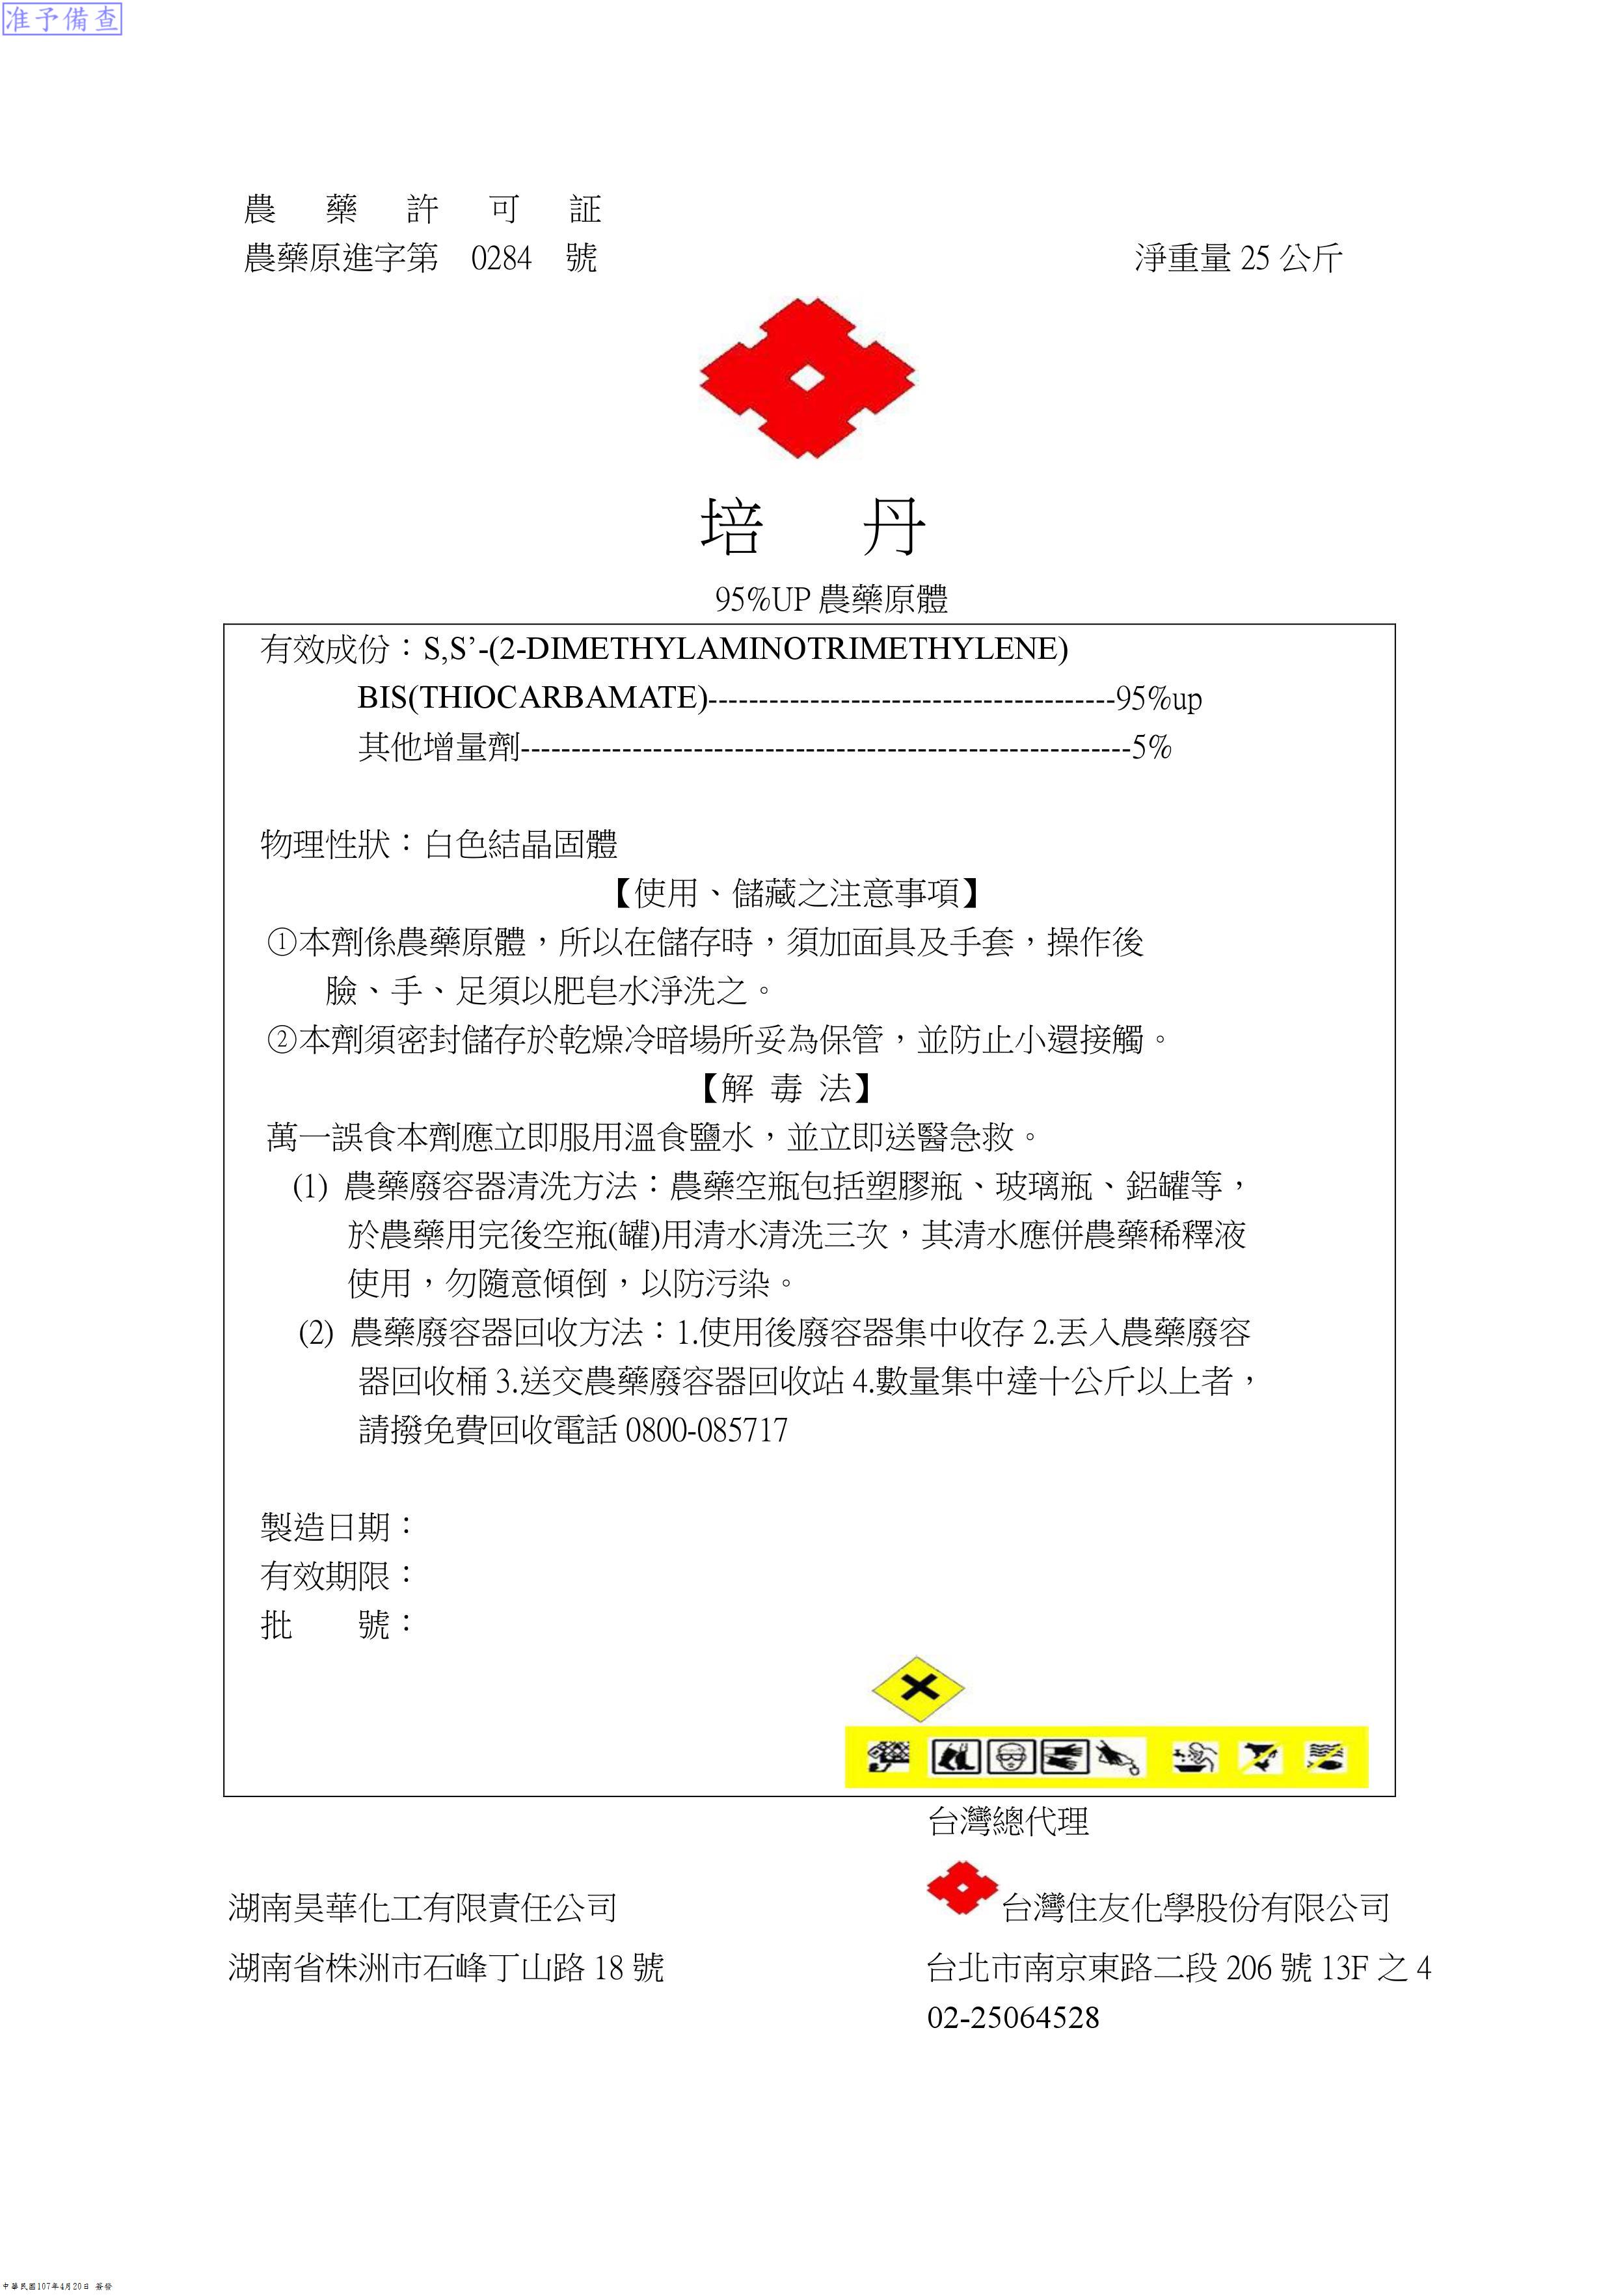 准予備查
農藥許可証
農藥原進字第 0284 號
淨重量 25 公斤
培丹
95%UP 農藥原體
有效成份：S,S’-(2-DIMETHYLAMINOTRIMETHYLENE)
BIS(THIOCARBAMATE)----------------------------------------95%up
其他增量劑------------------------------------------------------------5%
物理性狀：白色結晶固體
【使用、儲藏之注意事項】
①本劑係農藥原體，所以在儲存時，須加面具及手套，操作後
臉、手、足須以肥皂水淨洗之。
②本劑須密封儲存於乾燥冷暗場所妥為保管，並防止小還接觸。
【解 毒 法】
萬一誤食本劑應立即服用溫食鹽水，並立即送醫急救。
(1) 農藥廢容器清洗方法：農藥空瓶包括塑膠瓶、玻璃瓶、鋁罐等，
於農藥用完後空瓶(罐)用清水清洗三次，其清水應併農藥稀釋液
使用，勿隨意傾倒，以防污染。
(2) 農藥廢容器回收方法：1.使用後廢容器集中收存 2.丟入農藥廢容
器回收桶 3.送交農藥廢容器回收站 4.數量集中達十公斤以上者，
請撥免費回收電話 0800-085717
製造日期：
有效期限：
批　　號：
台灣總代理
湖南昊華化工有限責任公司
台灣住友化學股份有限公司
湖南省株洲市石峰丁山路 18 號
台北市南京東路二段 206 號 13F 之 4
02-25064528
中華民國107年4月20日 簽發